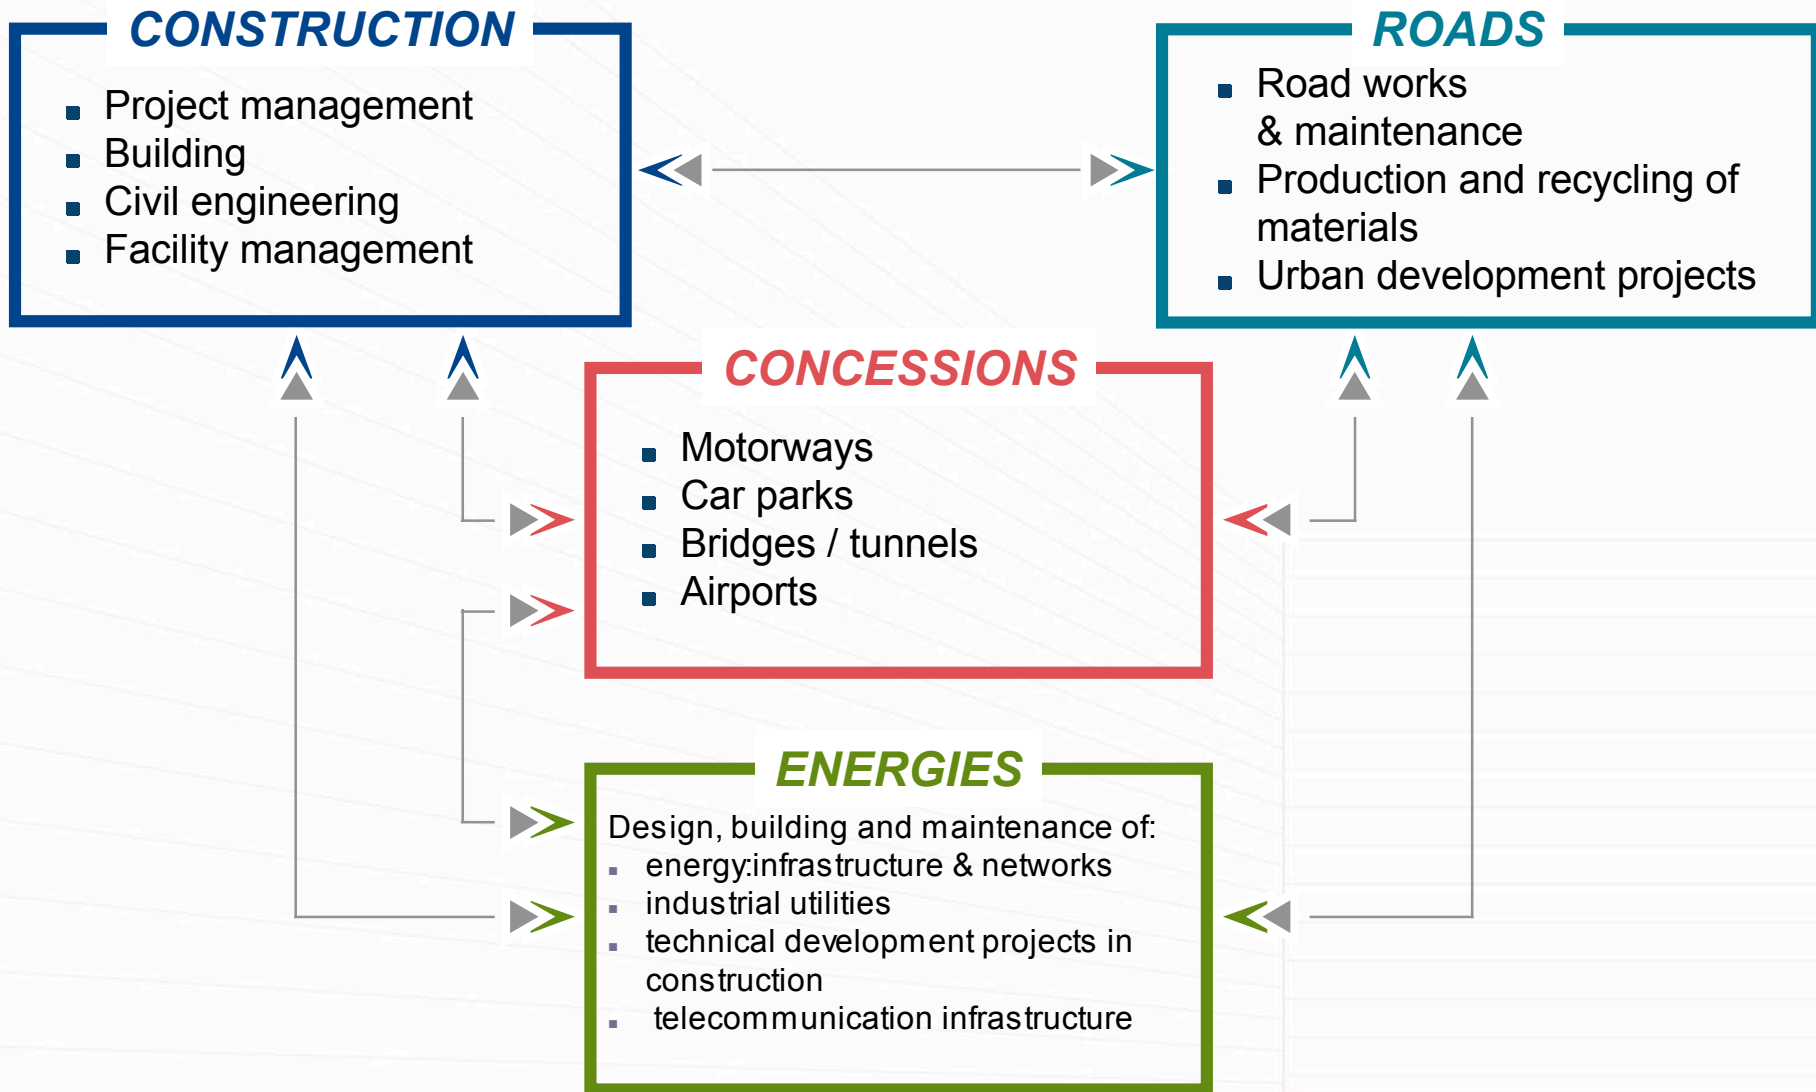 CONSTRUCTION
Project management
Building
Civil engineering
Facility management
ROADS
Road works
& maintenance
Production and recycling of
materials
Urban development projects
CONCESSIONS
Motorways
Car parks
Bridges / tunnels
Airports
ENERGIES
Design, building and maintenance of:
energy:infrastructure & networks
industrial utilities
technical development projects in
construction
telecommunication infrastructure